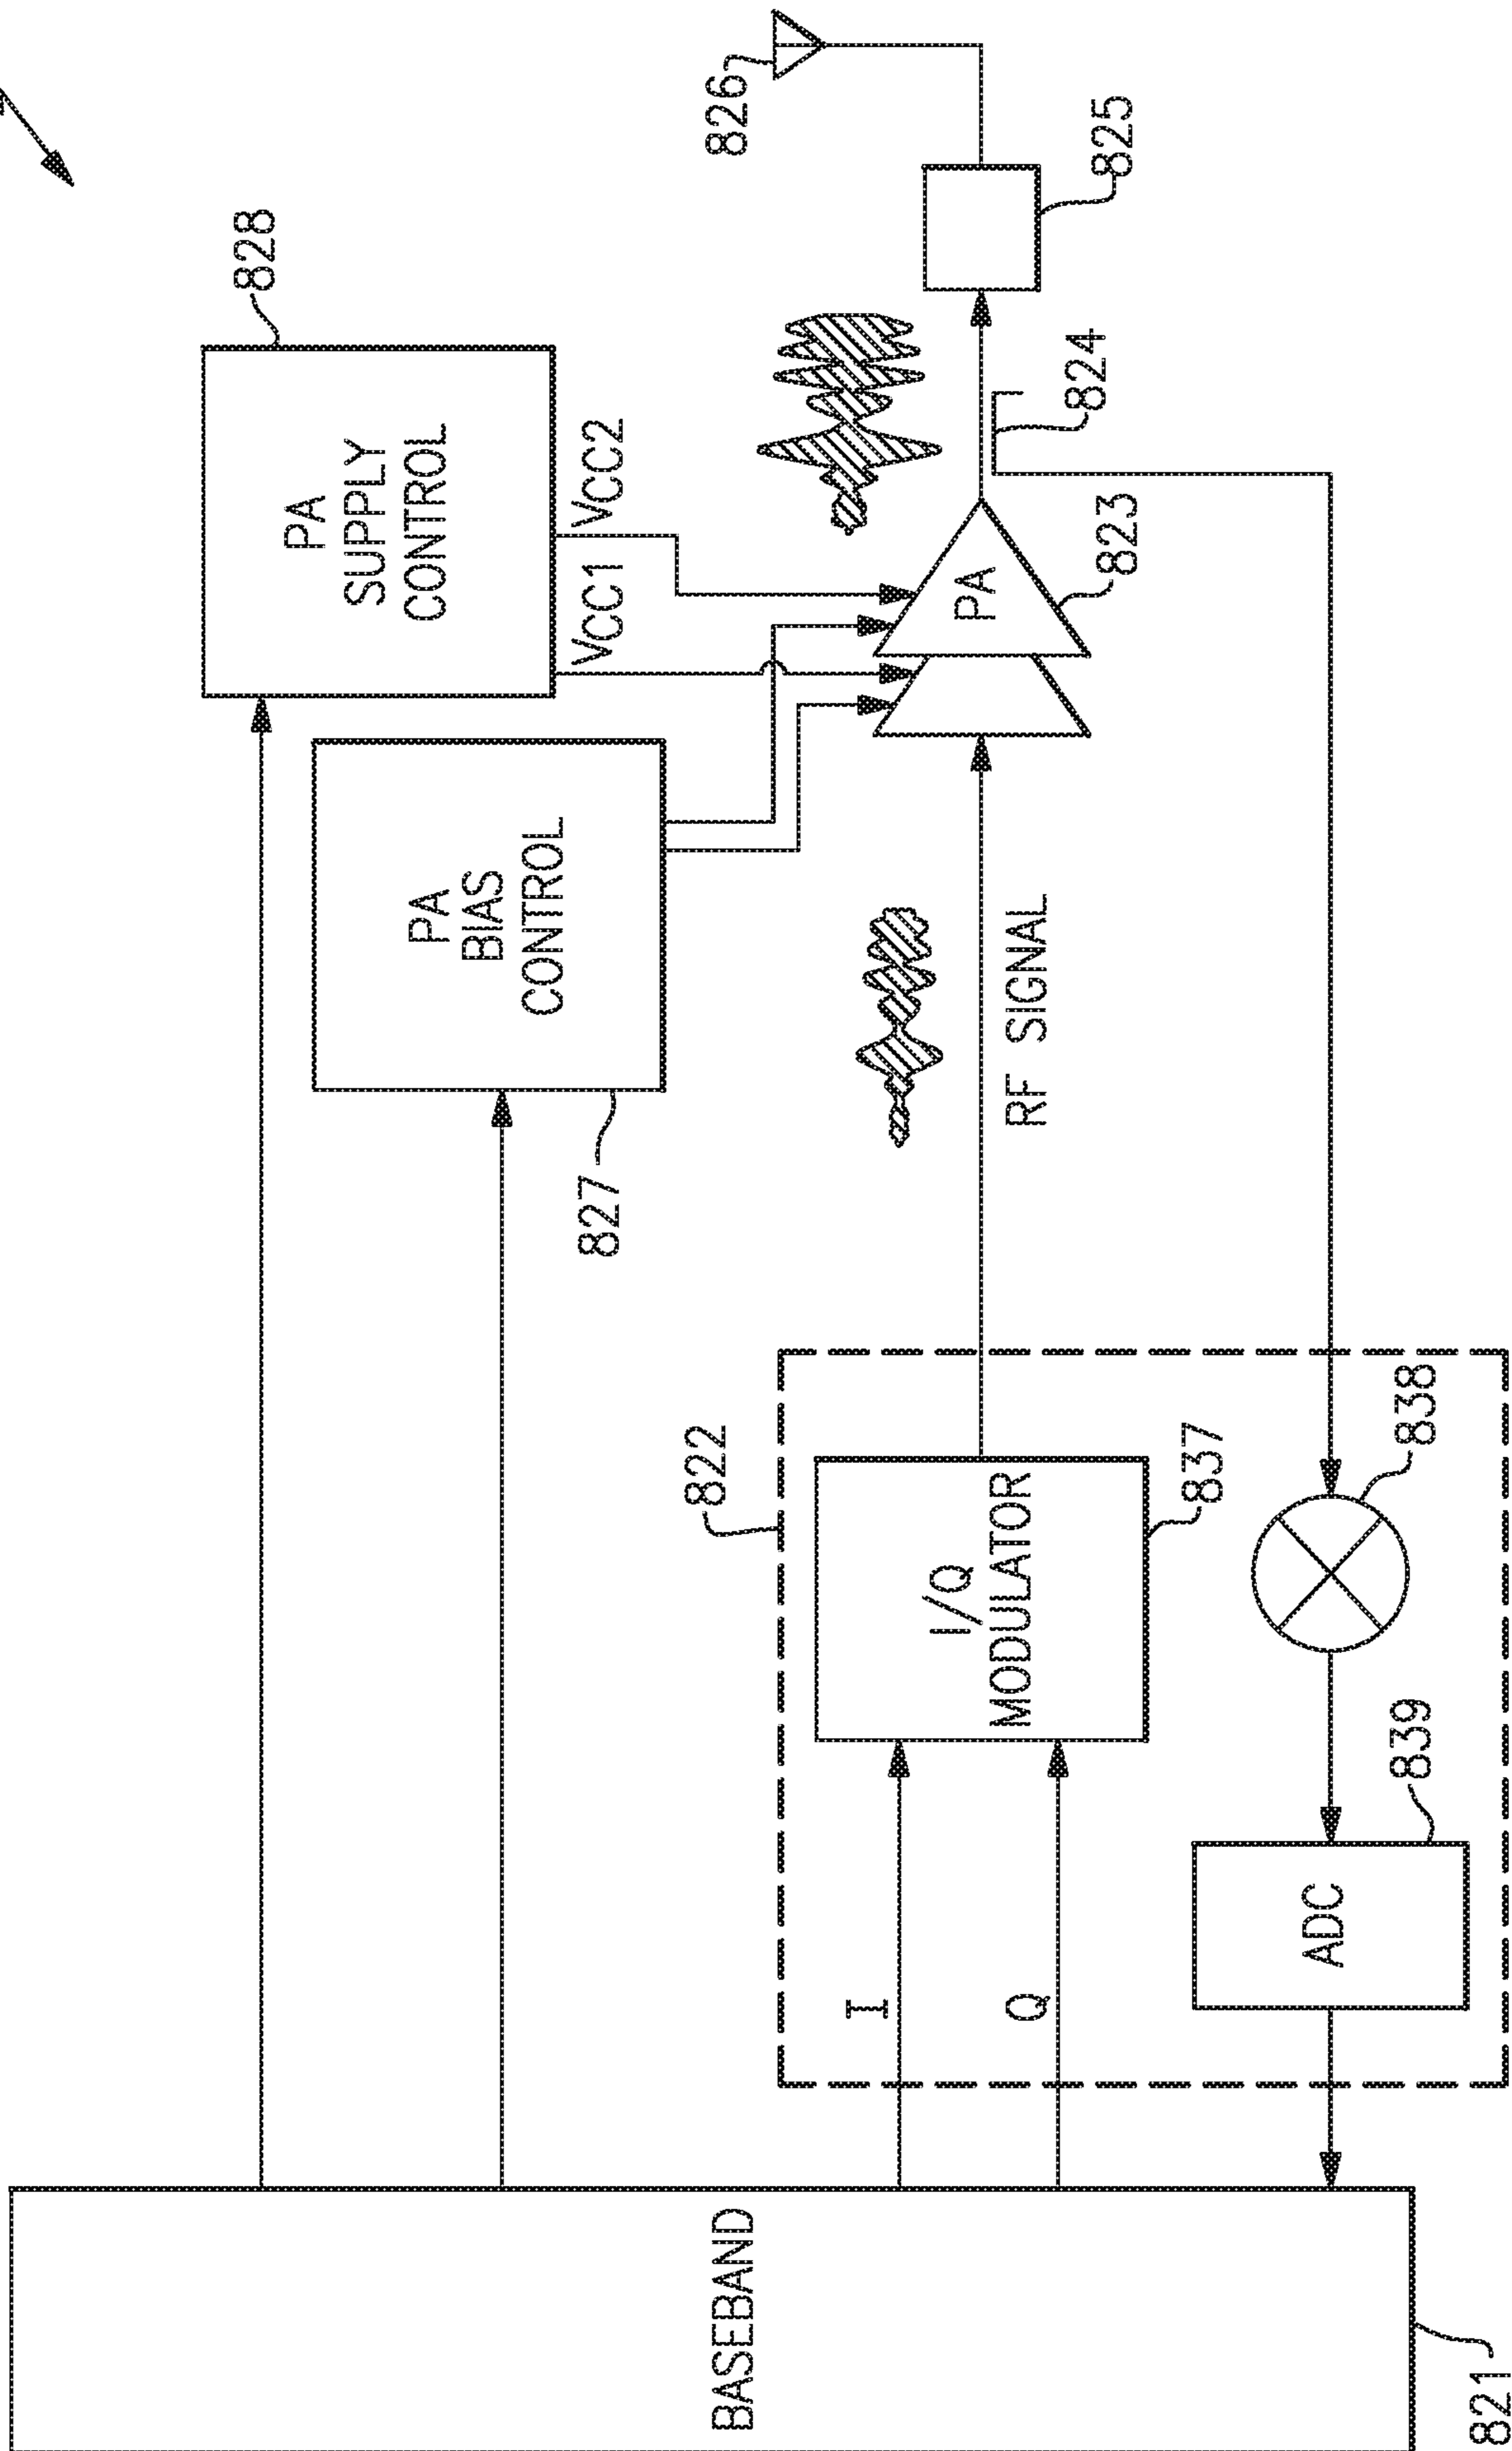 828
PA
SUPPLY
CONTROL
VCC1
VCC2
PA
BIAS
CONTROL
827
826
825
824
PA
823
RF SIGNAL
822
I/Q
MODULATOR
837
838
I
Q
ADC
839
BASEBAND
821